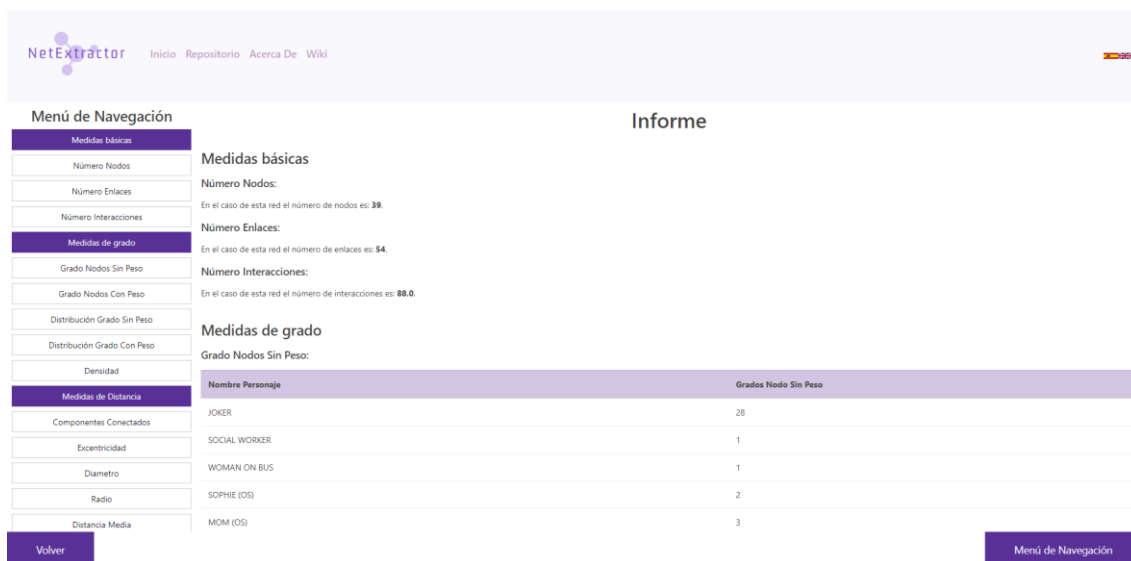 NetExtractor
Inicio Repositorio Acerca De Wiki
Menú de Navegación
Medidas básicas
Número Nodos
Número Enlaces
Número Interacciones
Medidas de grado
Grado Nodos Sin Peso
Grado Nodos Con Peso
Distribución Grado Sin Peso
Distribución Grado Con Peso
Densidad
Medidas de Distancia
Componentes Conectados
Excentricidad
Diametro
Radio
Distancia Media
Volver
Informe
Medidas básicas
Número Nodos:
En el caso de esta red el número de nodos es: 39.
Número Enlaces:
En el caso de esta red el número de enlaces es: 54.
Número Interacciones:
En el caso de esta red el número de interacciones es: 88.0.
Medidas de grado
Grado Nodos Sin Peso:
Nombre Personaje Grados Nodo Sin Peso
JOKER 28
SOCIAL WORKER 1
WOMAN ON BUS 1
SOPHIE (OS) 2
MOM (OS) 3
Menú de Navegación